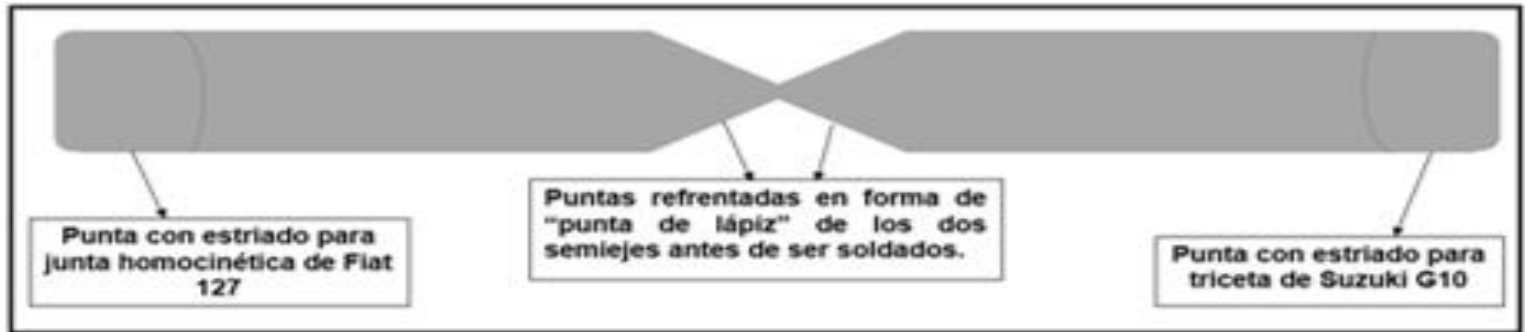 Punta con estriado para
junta homocinética de Fiat
127
Puntas refrentadas en forma de
“punta de lápiz” de los dos
semiejes antes de ser soldados.
Punta con estriado para
triceta de Suzuki G10